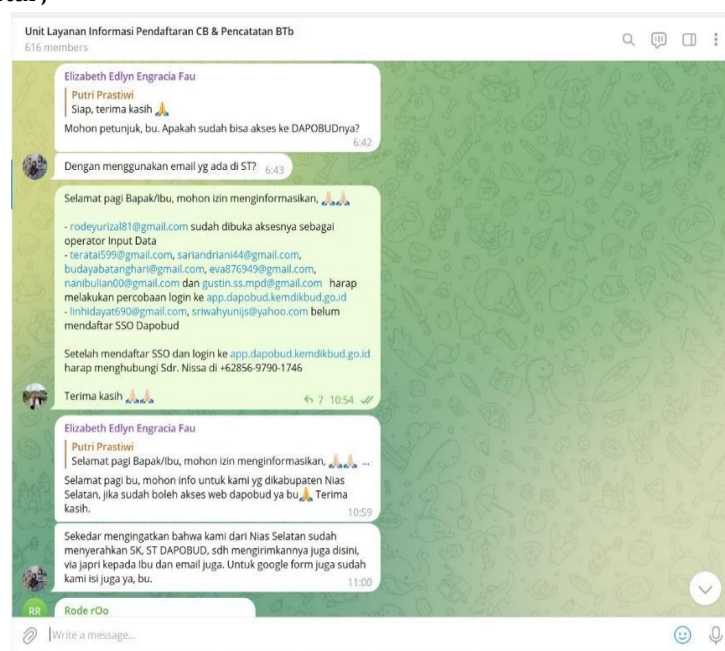 Unit Layanan Informasi Pendaftaran CB & Pencatatan BTb
616 members
Elizabeth Edlyn Engracia Fau
Putri Prastiwi
Siap, terima kasih 🙏
Mohon petunjuk, bu. Apakah sudah bisa akses ke DAPOBUDnya?
6:42
Dengan menggunakan email yg ada di ST? 6:43
Selamat pagi Bapak/Ibu, mohon izin menginformasikan, 🙏🏻🙏🏻
- rodeyurizal81@gmail.com sudah dibuka aksesnya sebagai
operator Input Data
- teratai599@gmail.com, sariandriani44@gmail.com,
budayabatanghari@gmail.com, eva876949@gmail.com,
nanibulian00@gmail.com dan gustin.ss.mpd@gmail.com harap
melakukan percobaan login ke app.dapobud.kemdikbud.go.id
- linhidayat690@gmail.com, sriwahyunijs@yahoo.com belum
mendaftar SSO Dapobud
Setelah mendaftar SSO dan login ke app.dapobud.kemdikbud.go.id
harap menghubungi Sdr. Nissa di +62856-9790-1746
Terima kasih 🙏🏻🙏🏻
7 10:54
Elizabeth Edlyn Engracia Fau
Putri Prastiwi
Selamat pagi Bapak/Ibu, mohon izin menginformasikan, 🙏🏻🙏🏻 ...
Selamat pagi bu, mohon info untuk kami yg dikabupaten Nias
Selatan, jika sudah boleh akses web dapobud ya bu🙏 Terima
kasih.
10:59
Sekedar mengingatkan bahwa kami dari Nias Selatan sudah
menyerahkan SK, ST DAPOBUD, sdh mengirimkannya juga disini,
via japri kepada Ibu dan email juga. Untuk google form juga sudah
kami isi juga ya, bu.
11:00
RR
Rode rOo
Write a message...